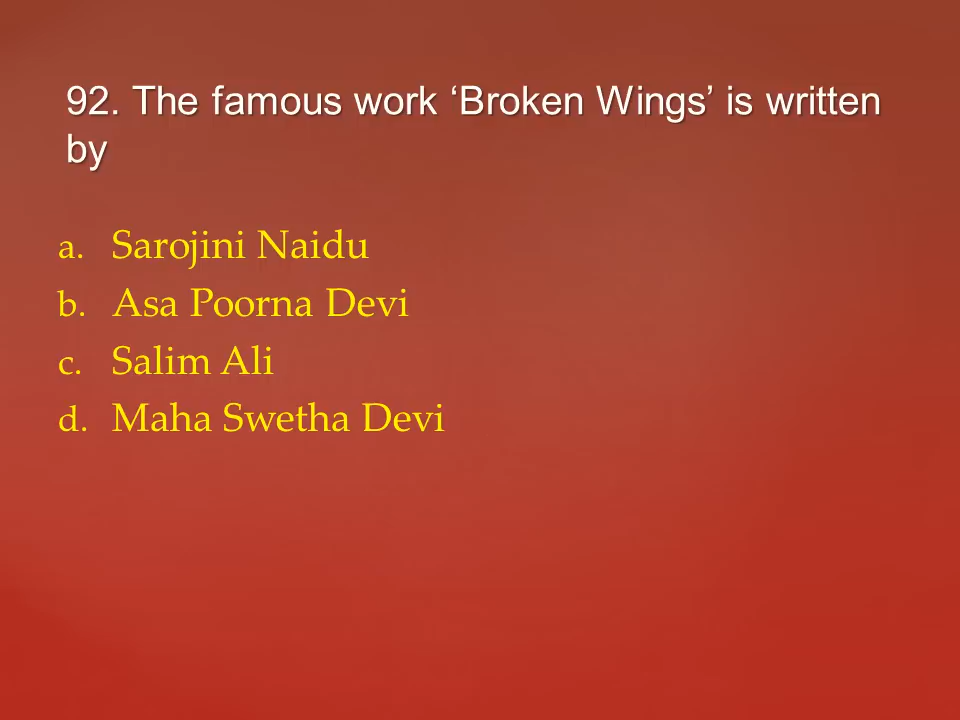 92. The famous work ‘Broken Wings’ is written
by
a. Sarojini Naidu
b. Asa Poorna Devi
c. Salim Ali
d. Maha Swetha Devi